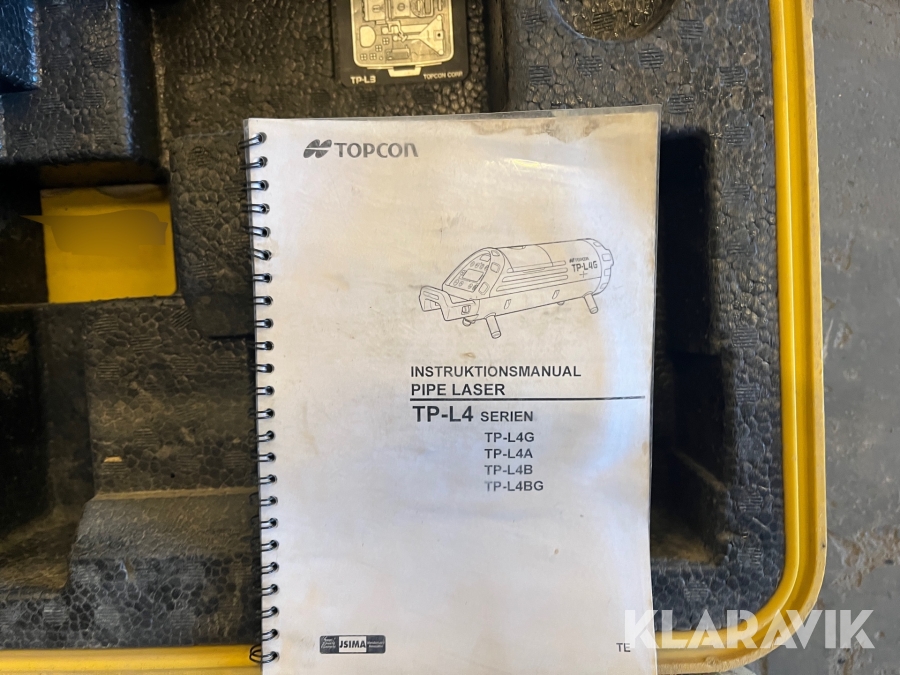 TP-L3 TOPCON CORP.
TOPCON
TOPCON
TP-L4G
INSTRUKTIONSMANUAL
PIPE LASER
TP-L4 SERIEN
TP-L4G
TP-L4A
TP-L4B
TP-L4BG
JSIMA
TE
KLARAVIK